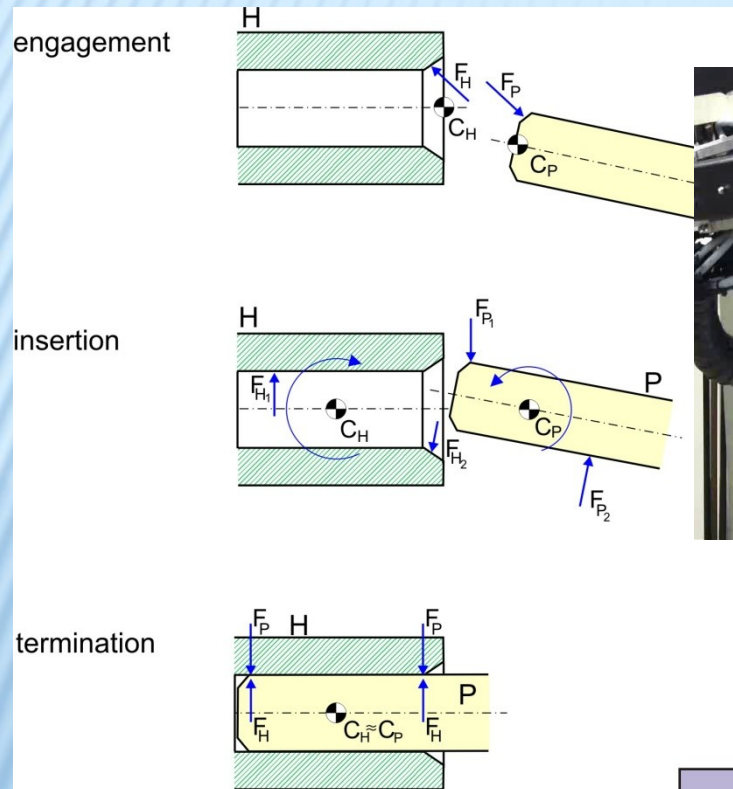 H
engagement
F_H
F_P
C_H
C_P
H
insertion
F_P1
P
F_H1
C_H
F_H2
C_P
F_P2
F_P H F_P
termination
P
F_H C_H≈C_P F_H